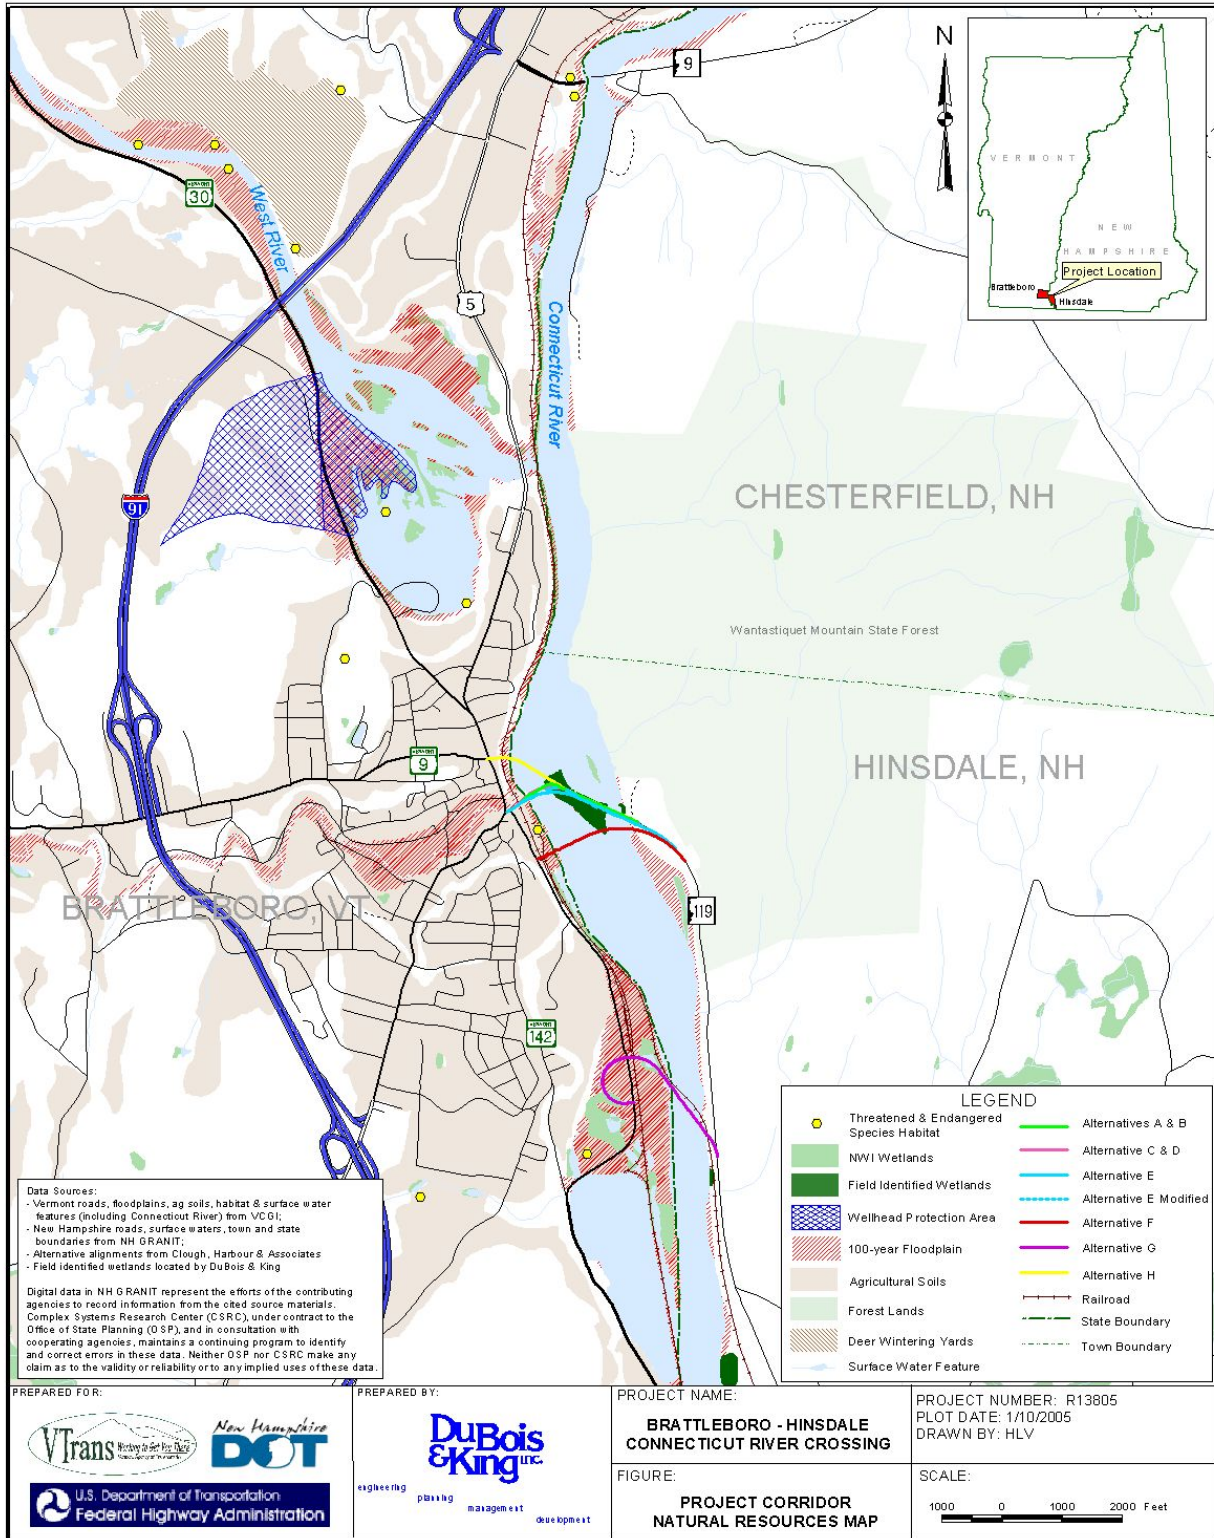 N
9
VERMONT
NEW
HAMPSHIRE
Project Location
Brattleboro
Hinsdale
VERMONT
30
West River
5
Connecticut River
91
CHESTERFIELD, NH
Wantastiquet Mountain State Forest
HINSDALE, NH
VERMONT
9
BRATTLEBORO, VT
119
VERMONT
142
LEGEND
Threatened & Endangered
Species Habitat
NWI Wetlands
Field Identified Wetlands
Wellhead Protection Area
100-year Floodplain
Agricultural Soils
Forest Lands
Deer Wintering Yards
Surface Water Feature
Alternatives A & B
Alternative C & D
Alternative E
Alternative E Modified
Alternative F
Alternative G
Alternative H
Railroad
State Boundary
Town Boundary
Data Sources:
- Vermont roads, floodplains, ag soils, habitat & surface water
features (including Connecticut River) from VCGI;
- New Hampshire roads, surface waters, town and state
boundaries from NH GRANIT;
- Alternative alignments from Clough, Harbour & Associates
- Field identified wetlands located by DuBois & King
Digital data in NH GRANIT represent the efforts of the contributing
agencies to record information from the cited source materials.
Complex Systems Research Center (CSRC), under contract to the
Office of State Planning (OSP), and in consultation with
cooperating agencies, maintains a continuing program to identify
and correct errors in these data. Neither OSP nor CSRC make any
claim as to the validity or reliability or to any implied uses of these data.
PREPARED FOR:
VTrans Working to Get You There
New Hampshire
DOT
U.S. Department of Transportation
Federal Highway Administration
PREPARED BY:
DuBois
&King inc.
engineering
planning
management
development
PROJECT NAME:
BRATTLEBORO - HINSDALE
CONNECTICUT RIVER CROSSING
FIGURE:
PROJECT CORRIDOR
NATURAL RESOURCES MAP
PROJECT NUMBER: R13805
PLOT DATE: 1/10/2005
DRAWN BY: HLV
SCALE:
1000 0 1000 2000 Feet